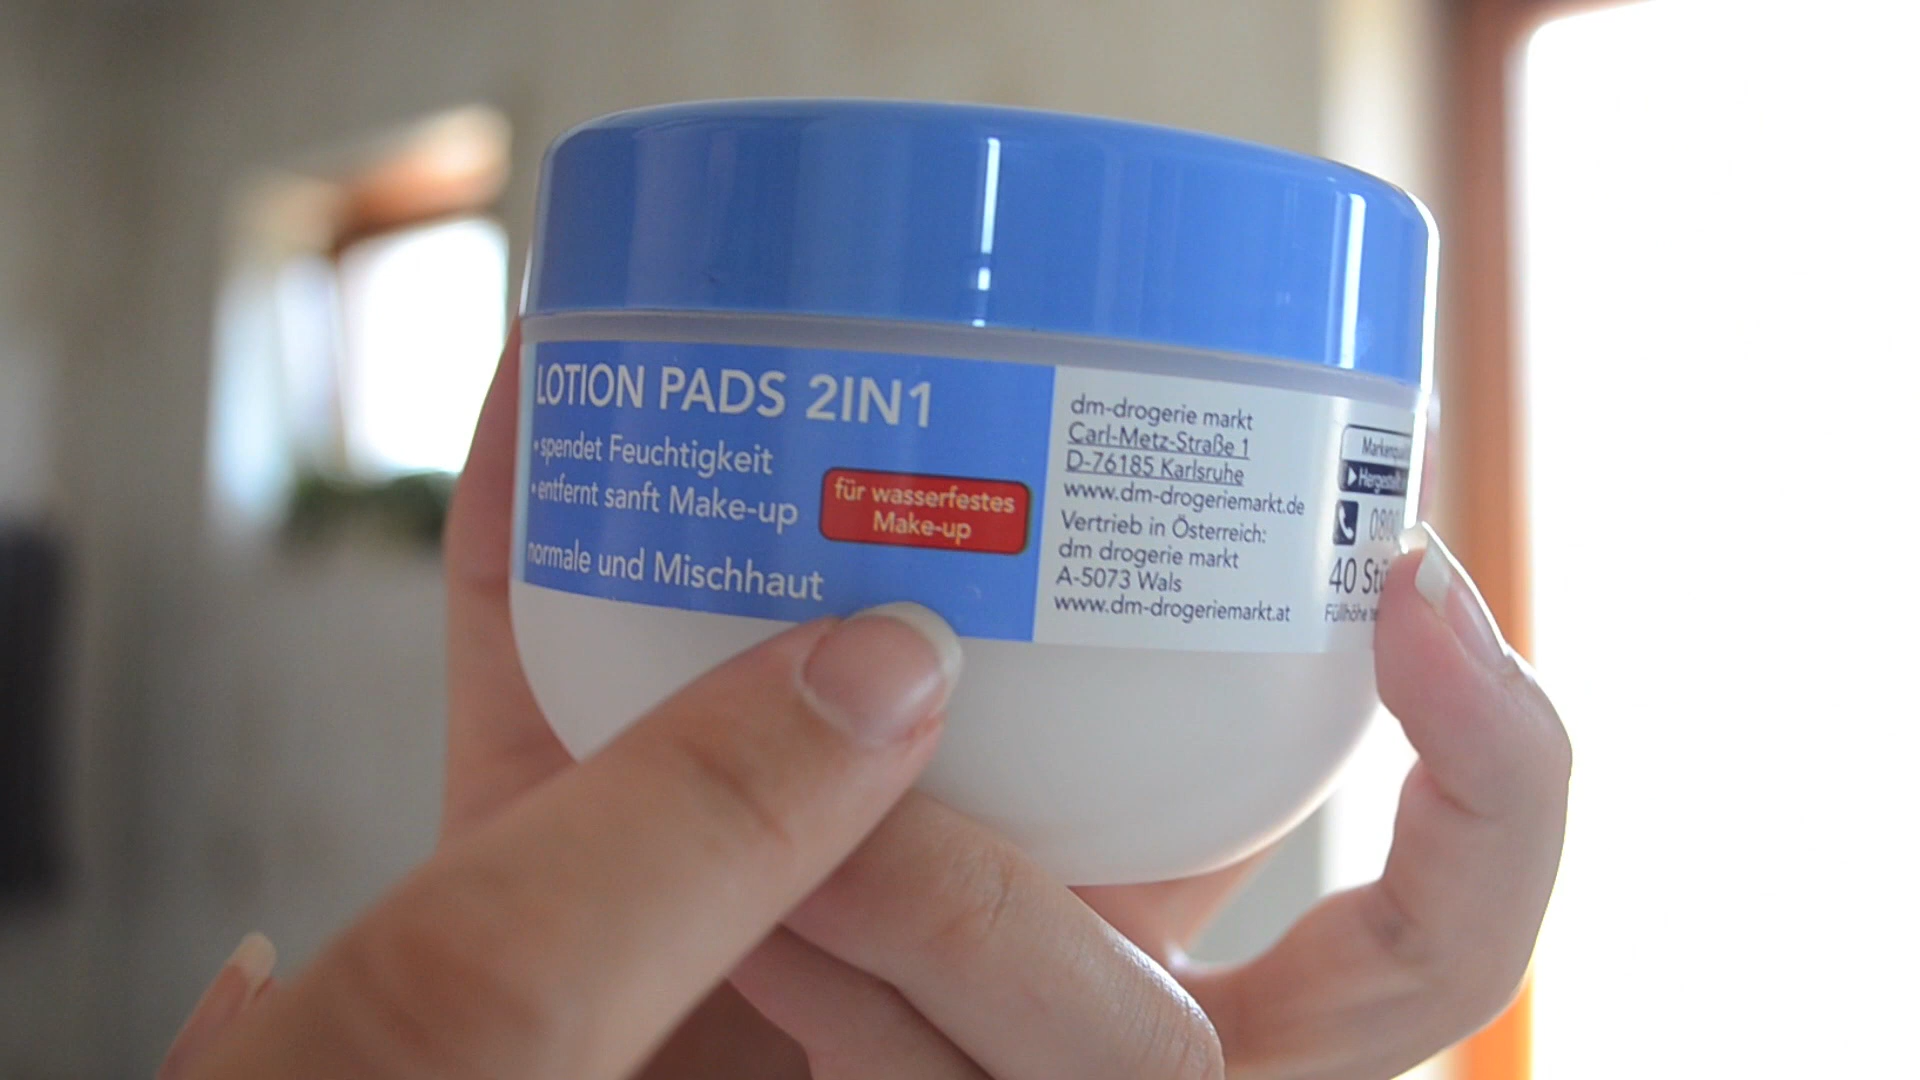 LOTION PADS 2IN1
• spendet Feuchtigkeit
• entfernt sanft Make-up
für wasserfestes
Make-up
normale und Mischhaut
dm-drogerie markt
Carl-Metz-Straße 1
D-76185 Karlsruhe
www.dm-drogeriemarkt.de
Vertrieb in Österreich:
dm drogerie markt
A-5073 Wals
www.dm-drogeriemarkt.at
40
Füllhöhe